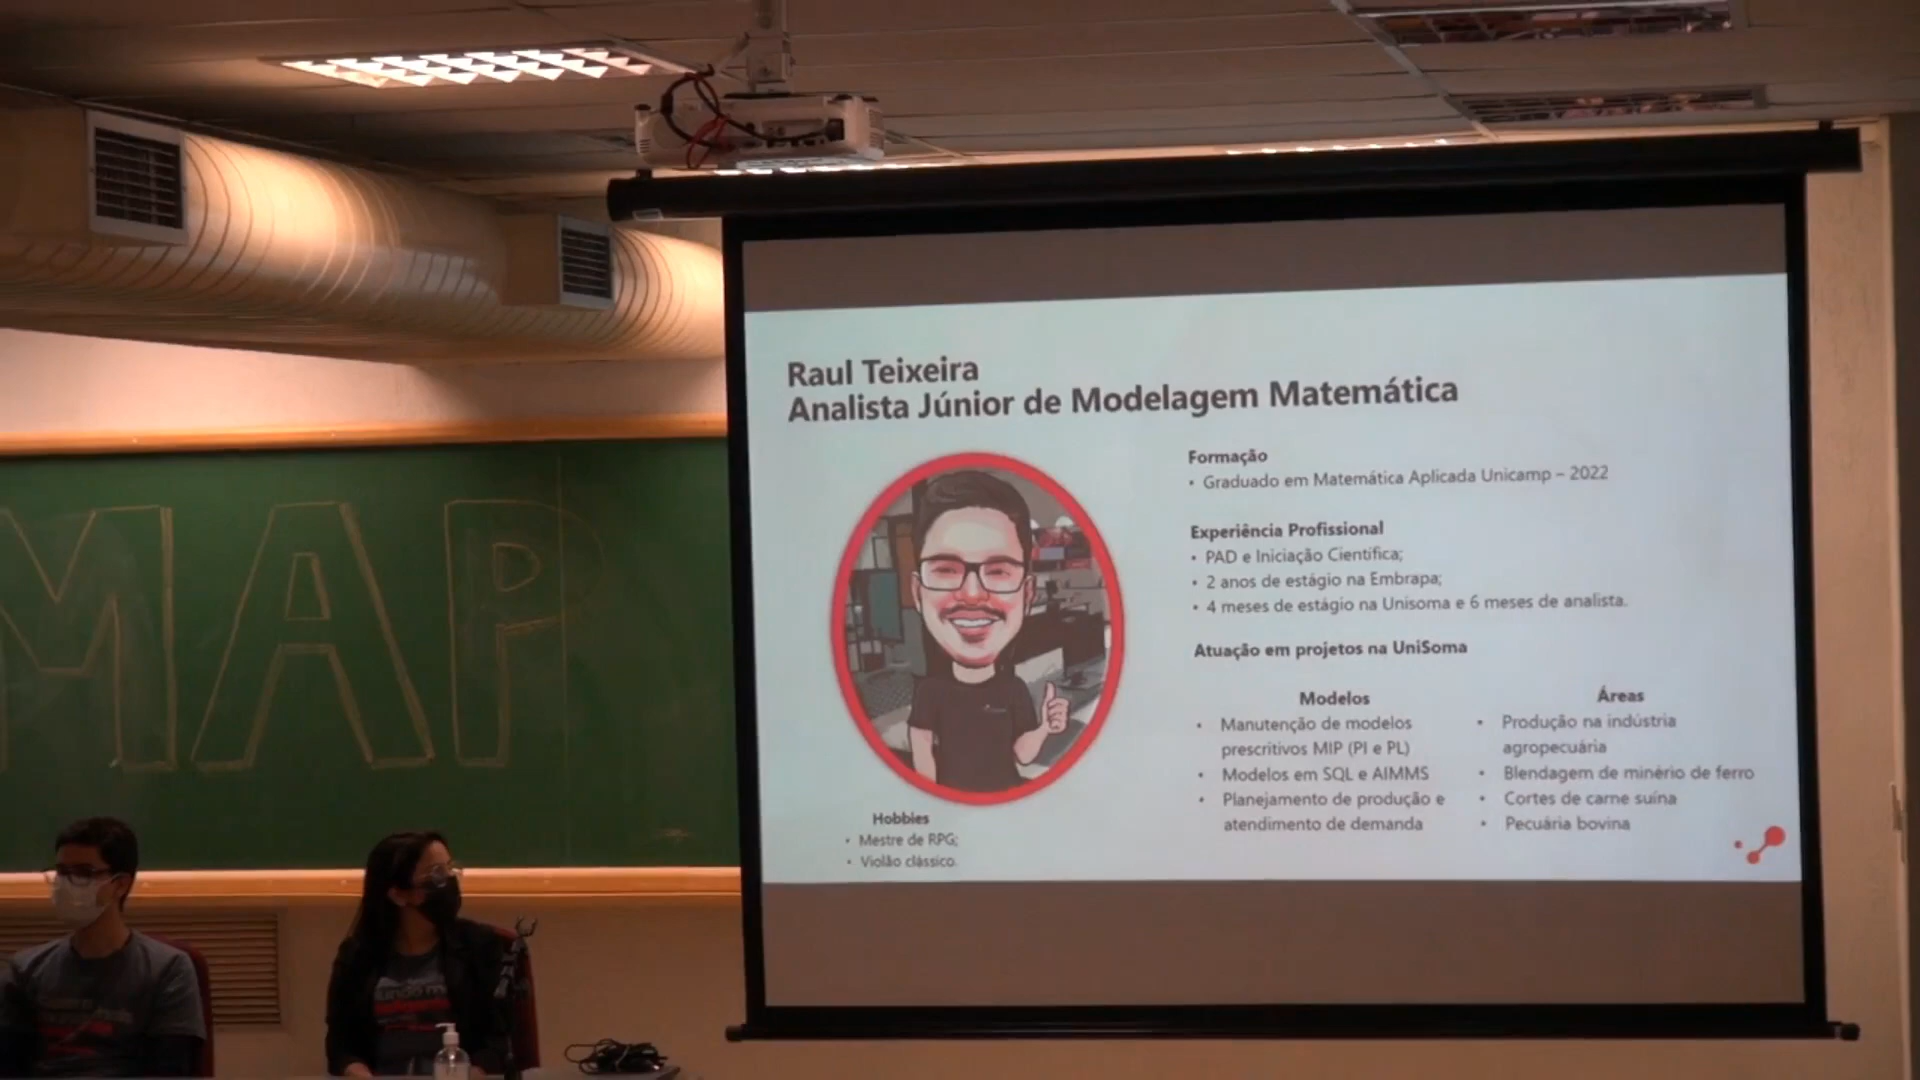 MAP
Raul Teixeira
Analista Júnior de Modelagem Matemática
Formação
• Graduado em Matemática Aplicada Unicamp – 2022
Experiência Profissional
• PAD e Iniciação Científica;
• 2 anos de estágio na Embrapa;
• 4 meses de estágio na Unisoma e 6 meses de analista.
Atuação em projetos na UniSoma
Modelos
• Manutenção de modelos
prescritivos MIP (PI e PL)
• Modelos em SQL e AIMMS
• Planejamento de produção e
atendimento de demanda
Áreas
• Produção na indústria
agropecuária
• Blendagem de minério de ferro
• Cortes de carne suína
• Pecuária bovina
Hobbies
• Mestre de RPG;
• Violão clássico.